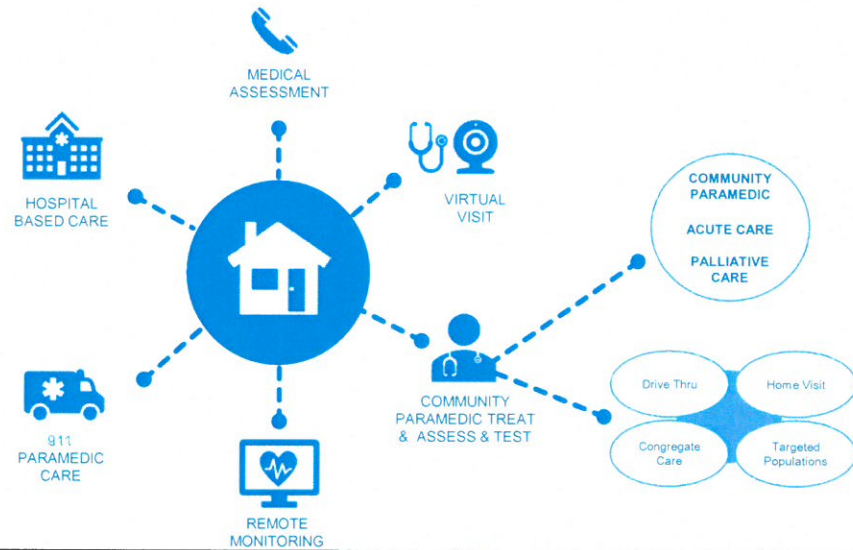 MEDICAL
ASSESSMENT
HOSPITAL
BASED CARE
VIRTUAL
VISIT
COMMUNITY
PARAMEDIC
ACUTE CARE
PALLIATIVE
CARE
911
PARAMEDIC
CARE
COMMUNITY
PARAMEDIC TREAT
& ASSESS & TEST
Drive Thru
Home Visit
Congregate
Care
Targeted
Populations
REMOTE
MONITORING